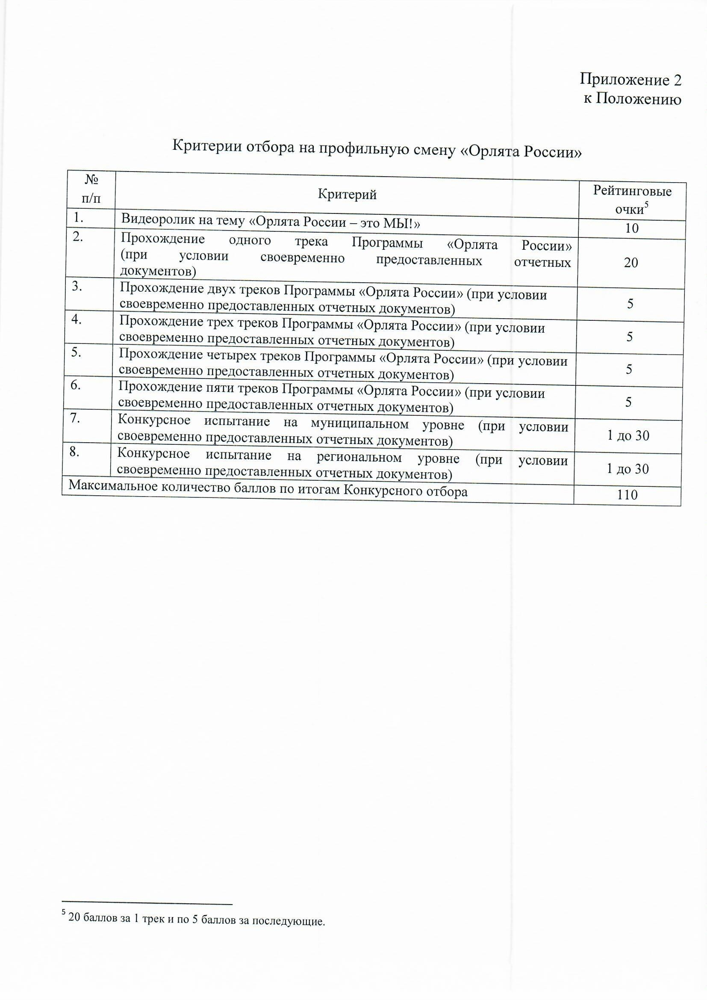 Приложение 2
к Положению
Критерии отбора на профильную смену «Орлята России»
№
п/п
Критерий
Рейтинговые
очки⁵
1.
Видеоролик на тему «Орлята России – это МЫ!»
10
2.
Прохождение одного трека Программы «Орлята России»
(при условии своевременно предоставленных отчетных
документов)
20
3.
Прохождение двух треков Программы «Орлята России» (при условии
своевременно предоставленных отчетных документов)
5
4.
Прохождение трех треков Программы «Орлята России» (при условии
своевременно предоставленных отчетных документов)
5
5.
Прохождение четырех треков Программы «Орлята России» (при условии
своевременно предоставленных отчетных документов)
5
6.
Прохождение пяти треков Программы «Орлята России» (при условии
своевременно предоставленных отчетных документов)
5
7.
Конкурсное испытание на муниципальном уровне (при условии
своевременно предоставленных отчетных документов)
1 до 30
8.
Конкурсное испытание на региональном уровне (при условии
своевременно предоставленных отчетных документов)
1 до 30
Максимальное количество баллов по итогам Конкурсного отбора
110
⁵ 20 баллов за 1 трек и по 5 баллов за последующие.